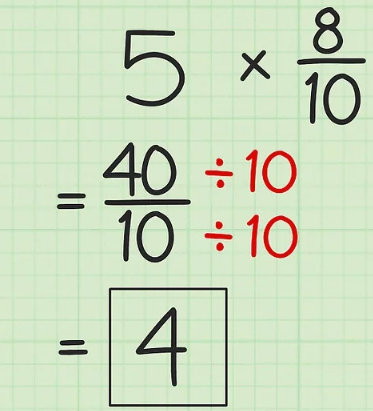 5 × 8/10
= 40/10 ÷10/÷10
= 4